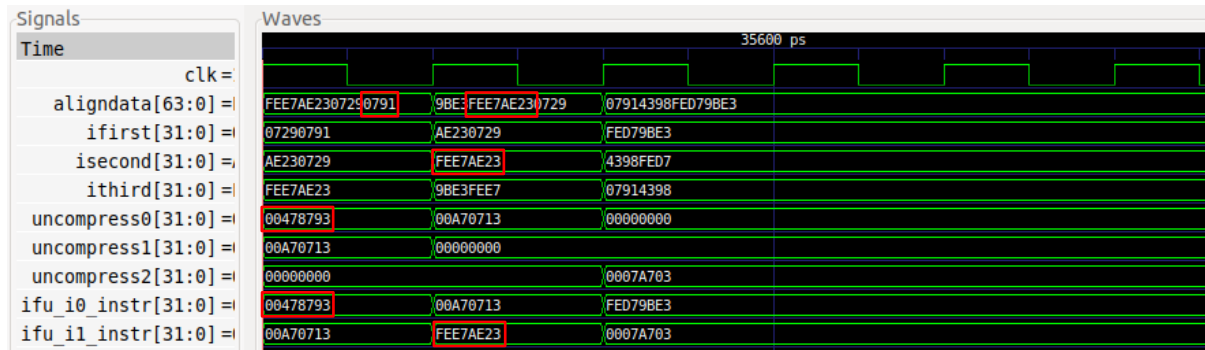 Signals Waves
Time 35600 ps
clk =
aligndata[63:0] = FEE7AE2307290791 9BE3FEE7AE230729 07914398FED79BE3
ifirst[31:0] = 07290791 AE230729 FED79BE3
isecond[31:0] = AE230729 FEE7AE23 4398FED7
ithird[31:0] = FEE7AE23 9BE3FEE7 07914398
uncompress0[31:0] = 00478793 00A70713 00000000
uncompress1[31:0] = 00A70713 00000000
uncompress2[31:0] = 00000000 0007A703
ifu_i0_instr[31:0] = 00478793 00A70713 FED79BE3
ifu_i1_instr[31:0] = 00A70713 FEE7AE23 0007A703